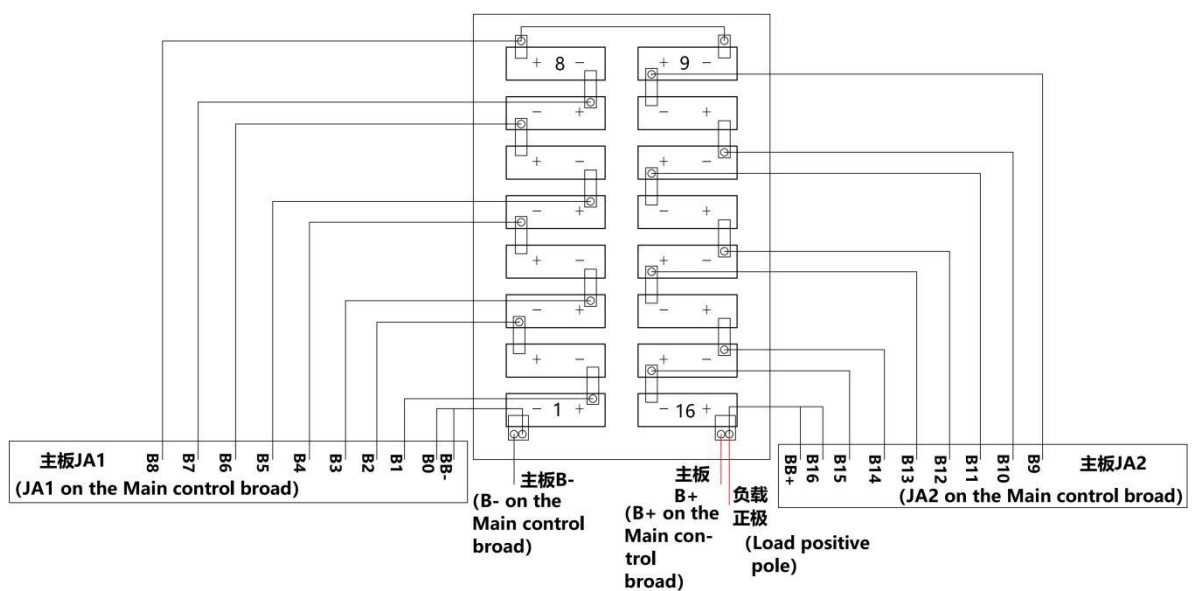 + 8 −
+ 9 −
− +
− +
+ −
+ −
− +
− +
+ −
+ −
− +
− +
+ −
+ −
− 1 +
− 16 +
主板JA1
(JA1 on the Main control broad)
B8
B7
B6
B5
B4
B3
B2
B1
B0
BB-
主板B-
(B- on the
Main control
broad)
主板
B+
(B+ on the
Main con-
trol
broad)
负载
正极
(Load positive
pole)
BB+
B16
B15
B14
B13
B12
B11
B10
B9
主板JA2
(JA2 on the Main control broad)